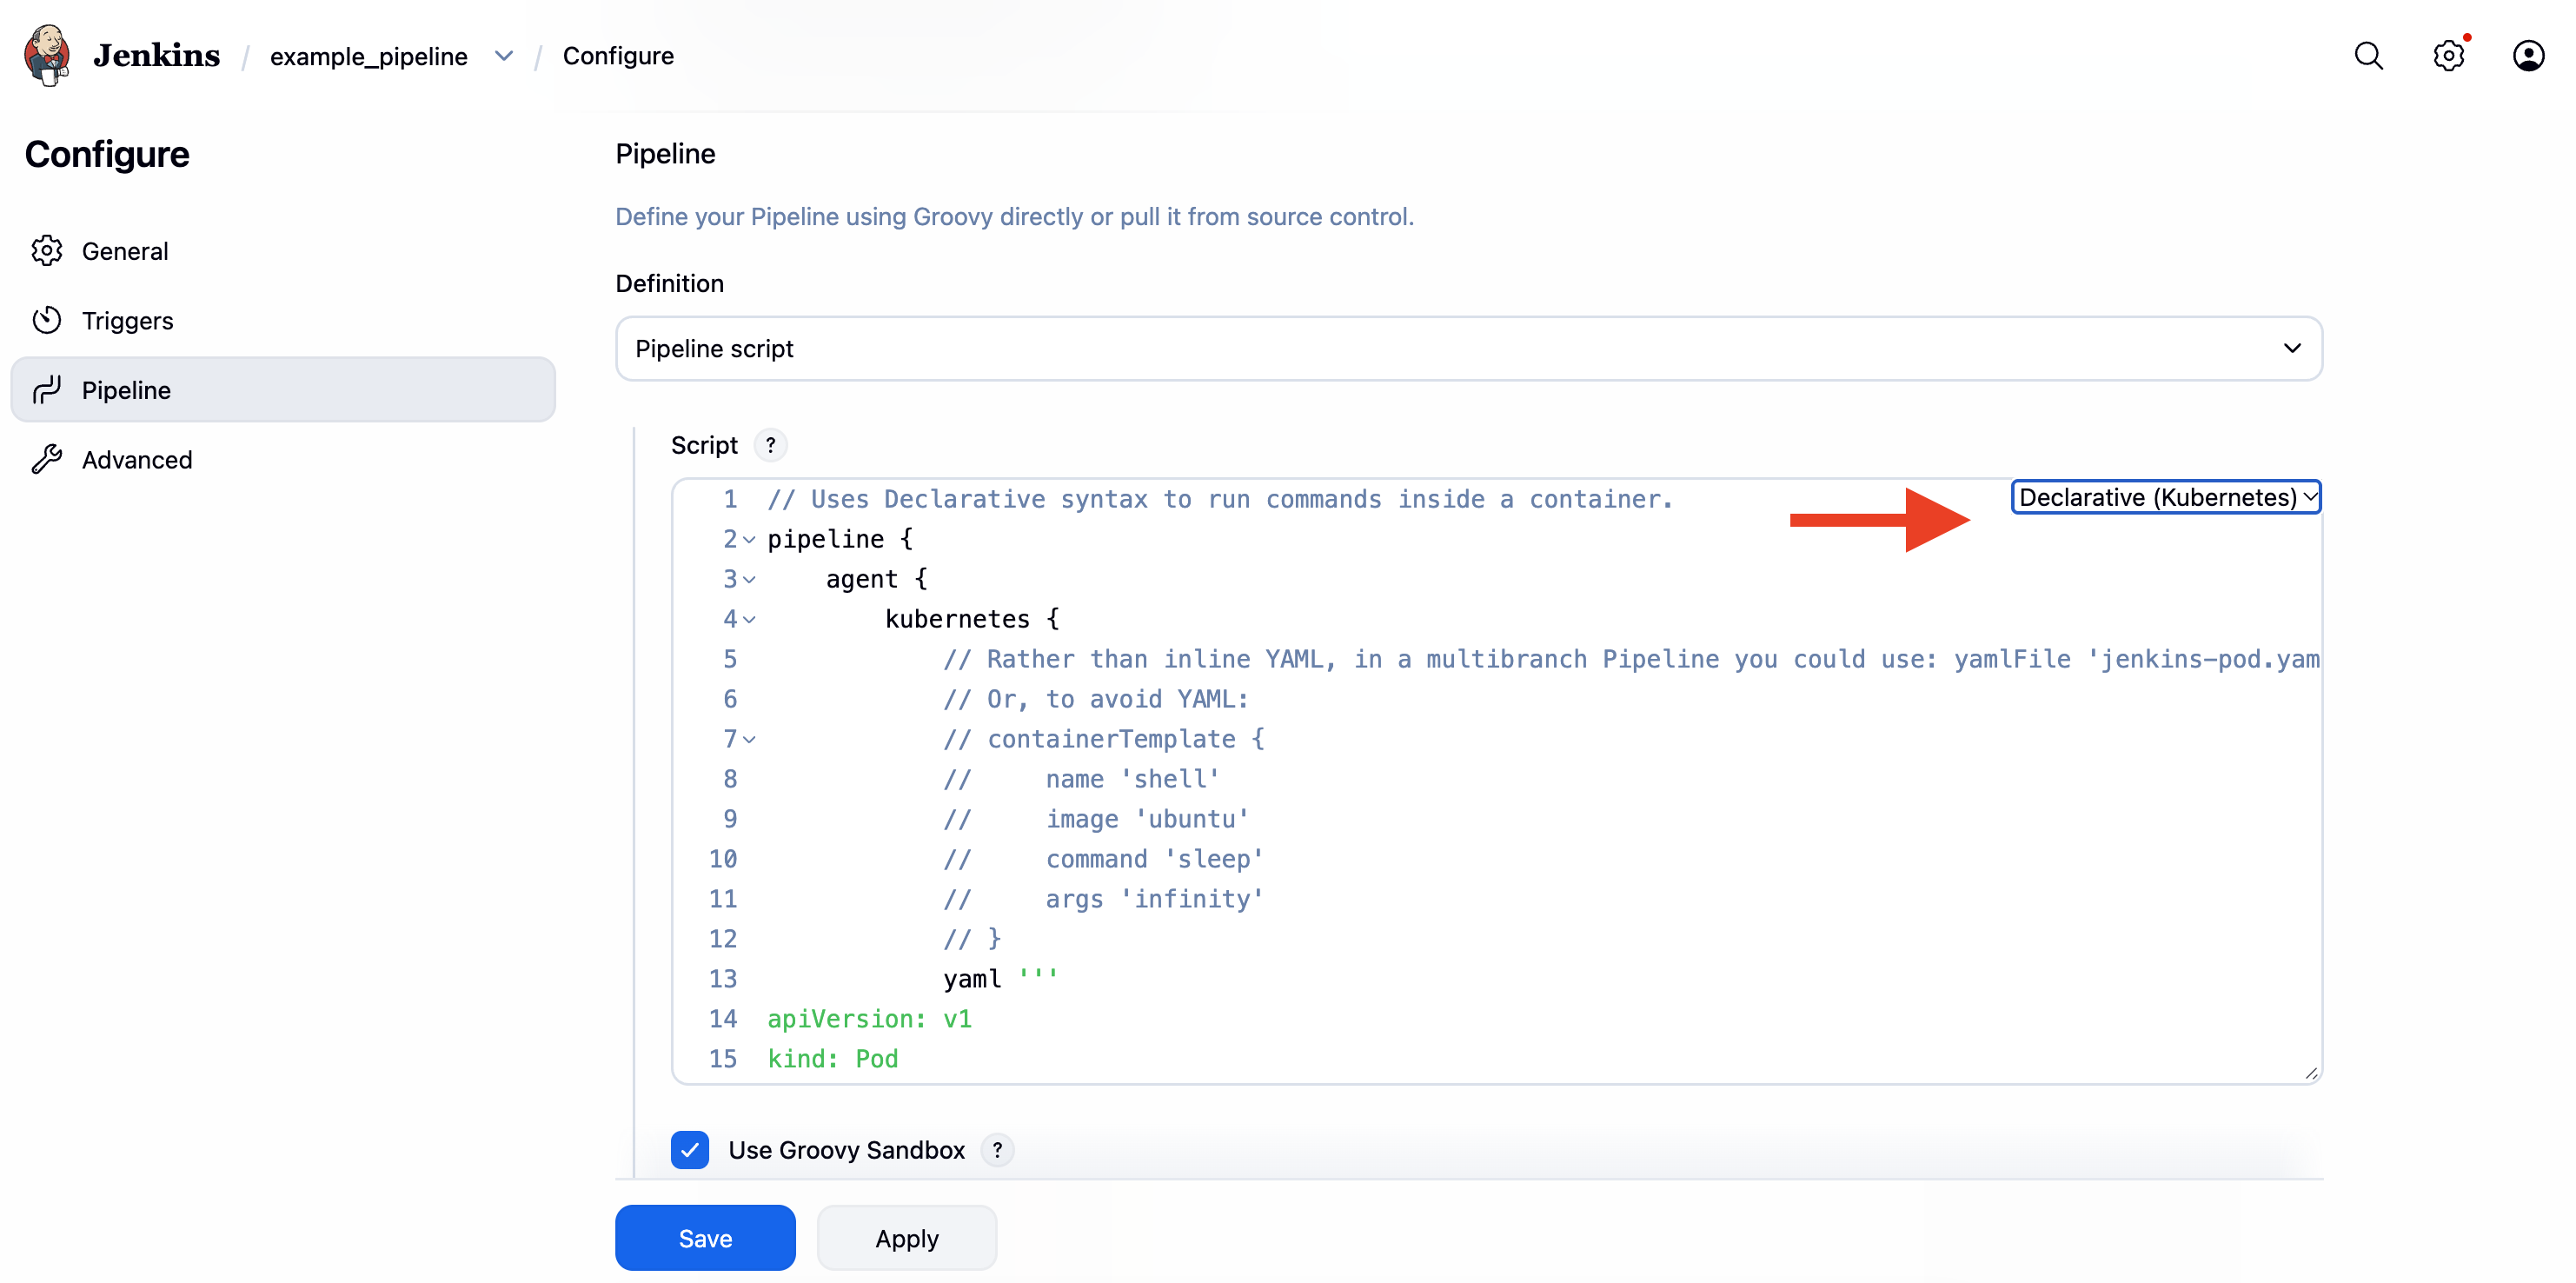 Jenkins / example_pipeline / Configure
Configure
General
Triggers
Pipeline
Advanced
Pipeline
Define your Pipeline using Groovy directly or pull it from source control.
Definition
Pipeline script
Script ?
Declarative (Kubernetes)
1 // Uses Declarative syntax to run commands inside a container.
2 pipeline {
3     agent {
4         kubernetes {
5             // Rather than inline YAML, in a multibranch Pipeline you could use: yamlFile 'jenkins-pod.yam
6             // Or, to avoid YAML:
7             // containerTemplate {
8             //     name 'shell'
9             //     image 'ubuntu'
10             //     command 'sleep'
11             //     args 'infinity'
12             // }
13             yaml '''
14 apiVersion: v1
15 kind: Pod
Use Groovy Sandbox ?
Save
Apply